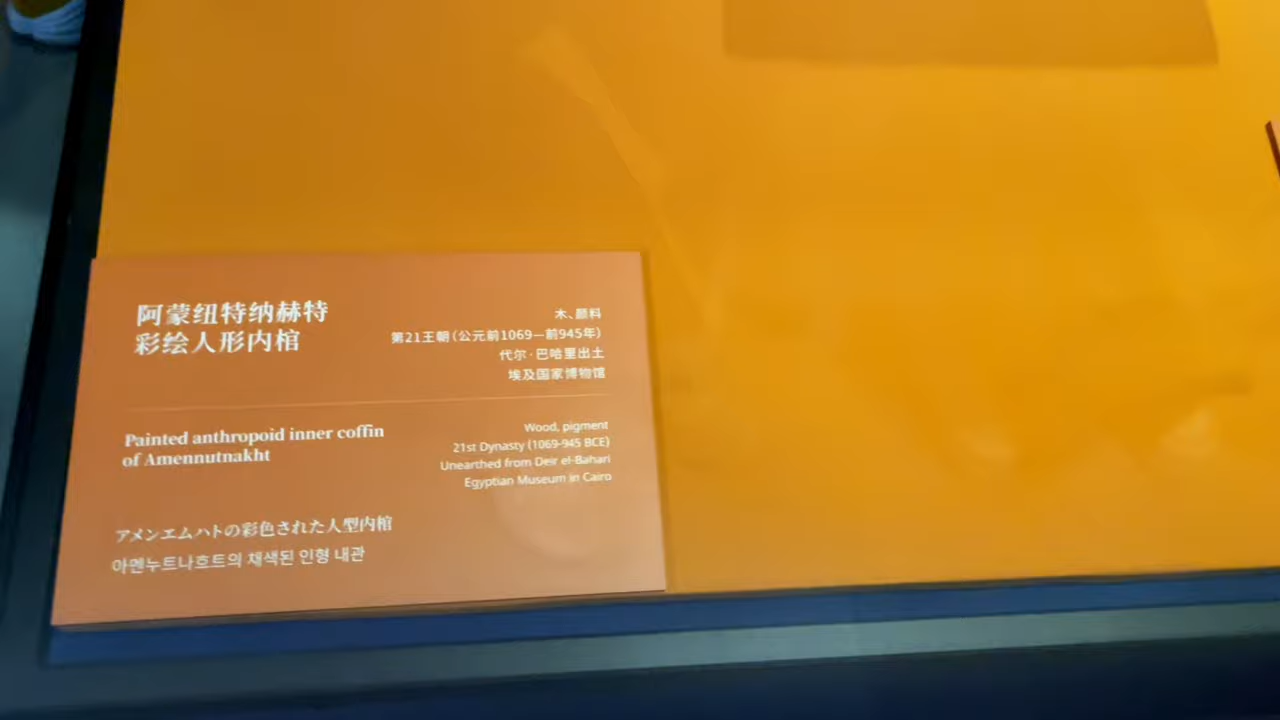 阿蒙纽特纳赫特
彩绘人形内棺
木、颜料
第21王朝（公元前1069—前945年）
代尔·巴哈里出土
埃及国家博物馆
Painted anthropoid inner coffin
of Amennutnakht
Wood, pigment
21st Dynasty (1069-945 BCE)
Unearthed from Deir el-Bahari
Egyptian Museum in Cairo
アメンエムハトの彩色された人型内棺
아멘누트나흐트의 채색된 인형 내관